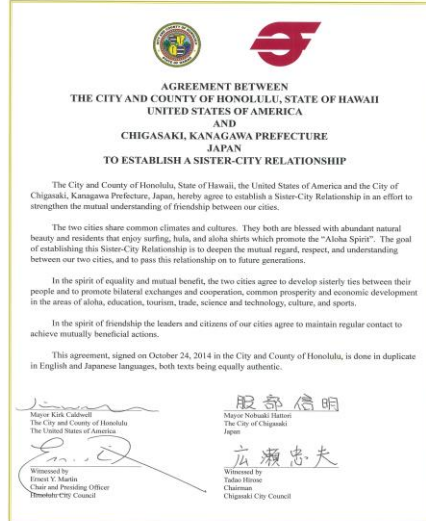 AGREEMENT BETWEEN
THE CITY AND COUNTY OF HONOLULU, STATE OF HAWAII
UNITED STATES OF AMERICA
AND
CHIGASAKI, KANAGAWA PREFECTURE
JAPAN
TO ESTABLISH A SISTER-CITY RELATIONSHIP
The City and County of Honolulu, State of Hawaii, the United States of America and the City of
Chigasaki, Kanagawa Prefecture, Japan, hereby agree to establish a Sister-City Relationship in an effort to
strengthen the mutual understanding of friendship between our cities.
The two cities share common climates and cultures. They both are blessed with abundant natural
beauty and residents that enjoy surfing, hula, and aloha shirts which promote the “Aloha Spirit”. The goal
of establishing this Sister-City Relationship is to deepen the mutual regard, respect, and understanding
between our two cities, and to pass this relationship on to future generations.
In the spirit of equality and mutual benefit, the two cities agree to develop sisterly ties between their
people and to promote bilateral exchanges and cooperation, common prosperity and economic development
in the areas of aloha, education, tourism, trade, science and technology, culture, and sports.
In the spirit of friendship the leaders and citizens of our cities agree to maintain regular contact to
achieve mutually beneficial actions.
This agreement, signed on October 24, 2014 in the City and County of Honolulu, is done in duplicate
in English and Japanese languages, both texts being equally authentic.
Mayor Kirk Caldwell
The City and County of Honolulu
The United States of America
服部信明
Mayor Nobuaki Hattori
The City of Chigasaki
Japan
Witnessed by
Ernest Y. Martin
Chair and Presiding Officer
Honolulu City Council
広瀬忠夫
Witnessed by
Tadao Hirose
Chairman
Chigasaki City Council